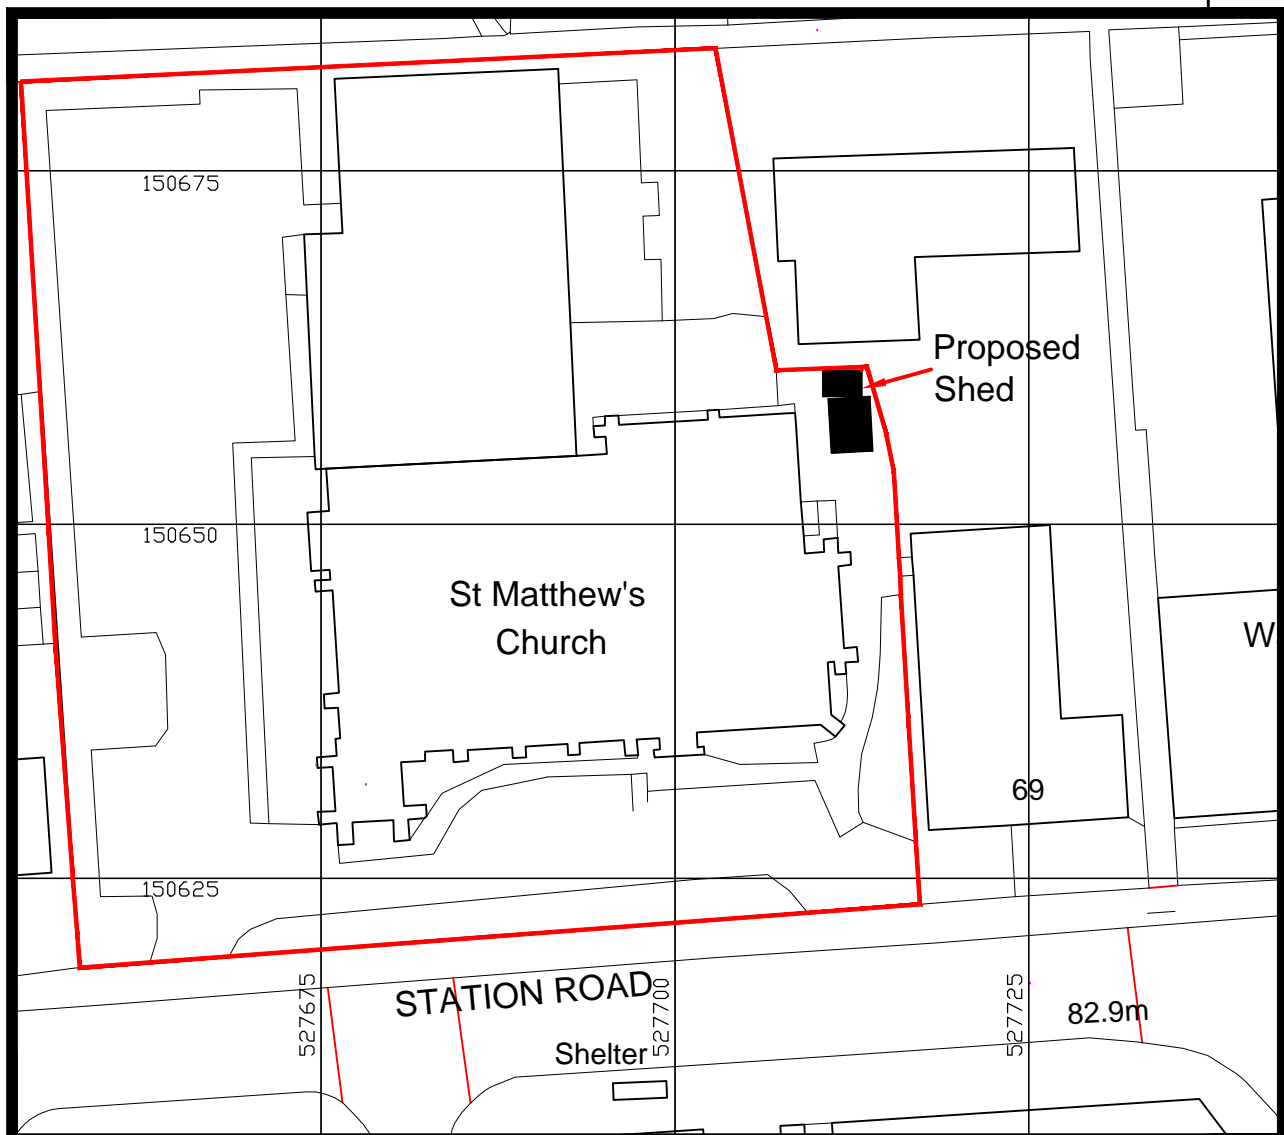 150675
Proposed
Shed
150650
St Matthew's
Church
W
69
150625
527675
STATION ROAD
527700
527725
82.9m
Shelter